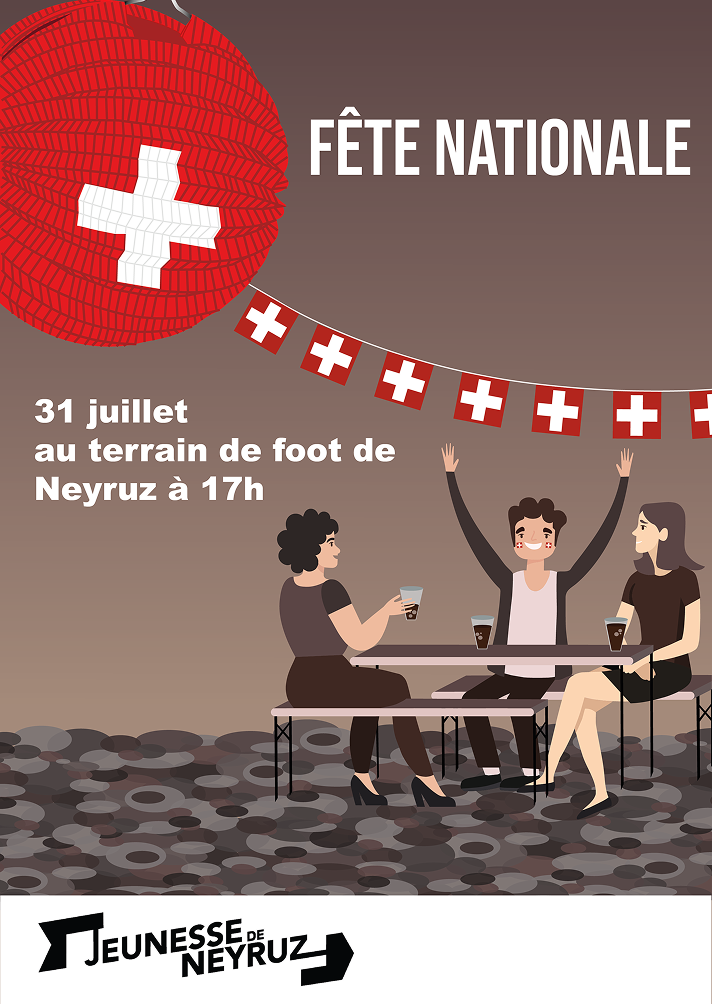 FÊTE NATIONALE
31 juillet
au terrain de foot de
Neyruz à 17h
JEUNESSE DE
NEYRUZ